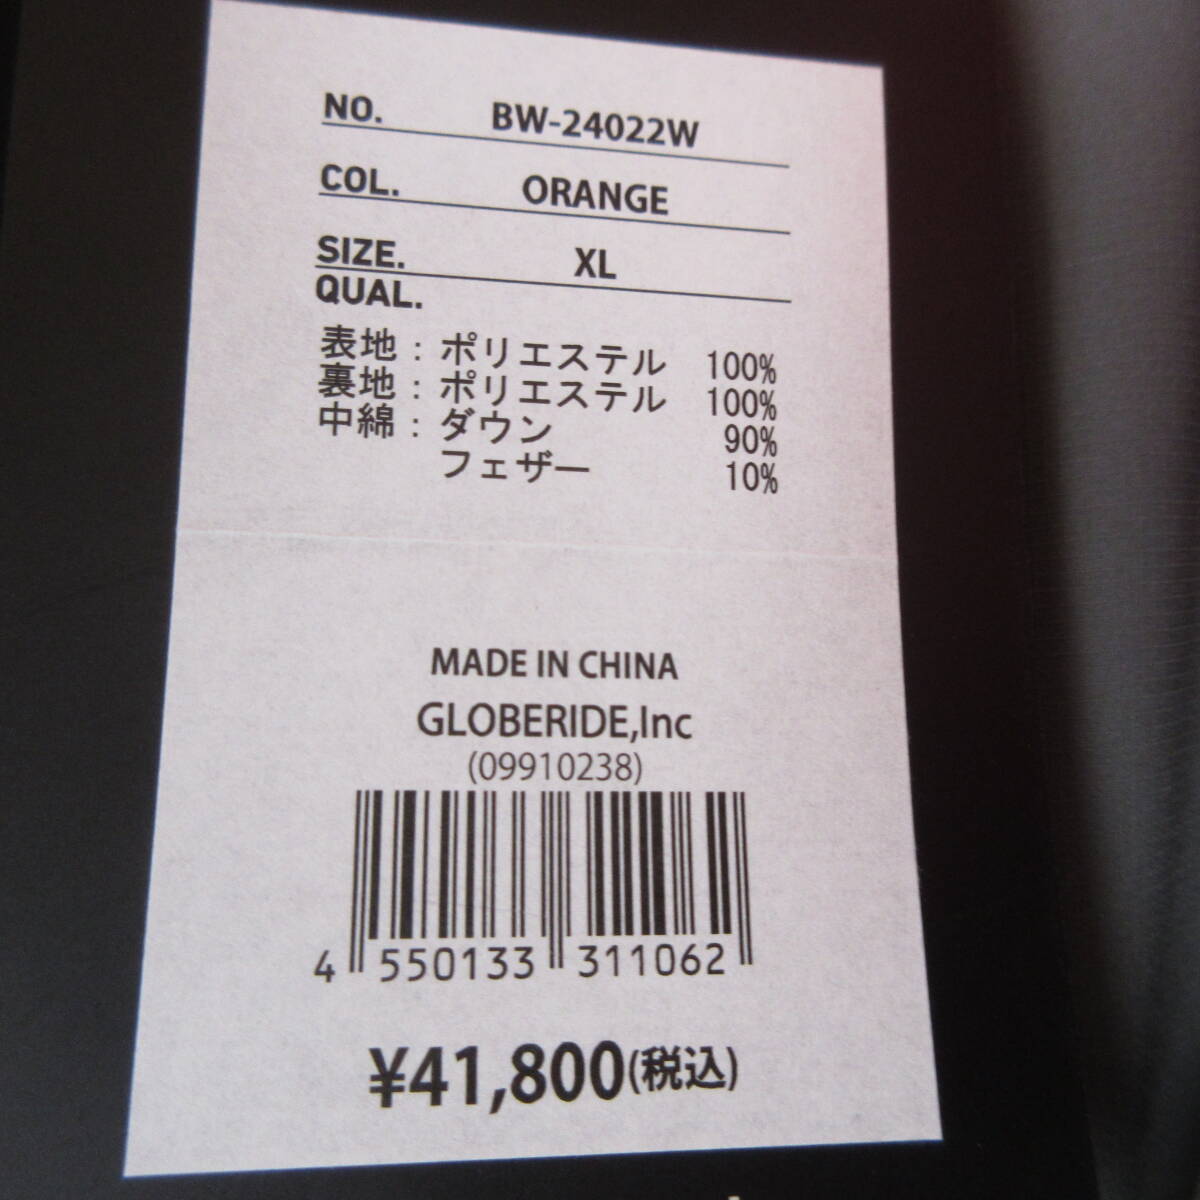 NO. BW-24022W
COL. ORANGE
SIZE. XL
QUAL.
表地：ポリエステル 100%
裏地：ポリエステル 100%
中綿：ダウン 90%
フェザー 10%
MADE IN CHINA
GLOBERIDE,Inc
(09910238)
4 550133 311062
¥41,800(税込)